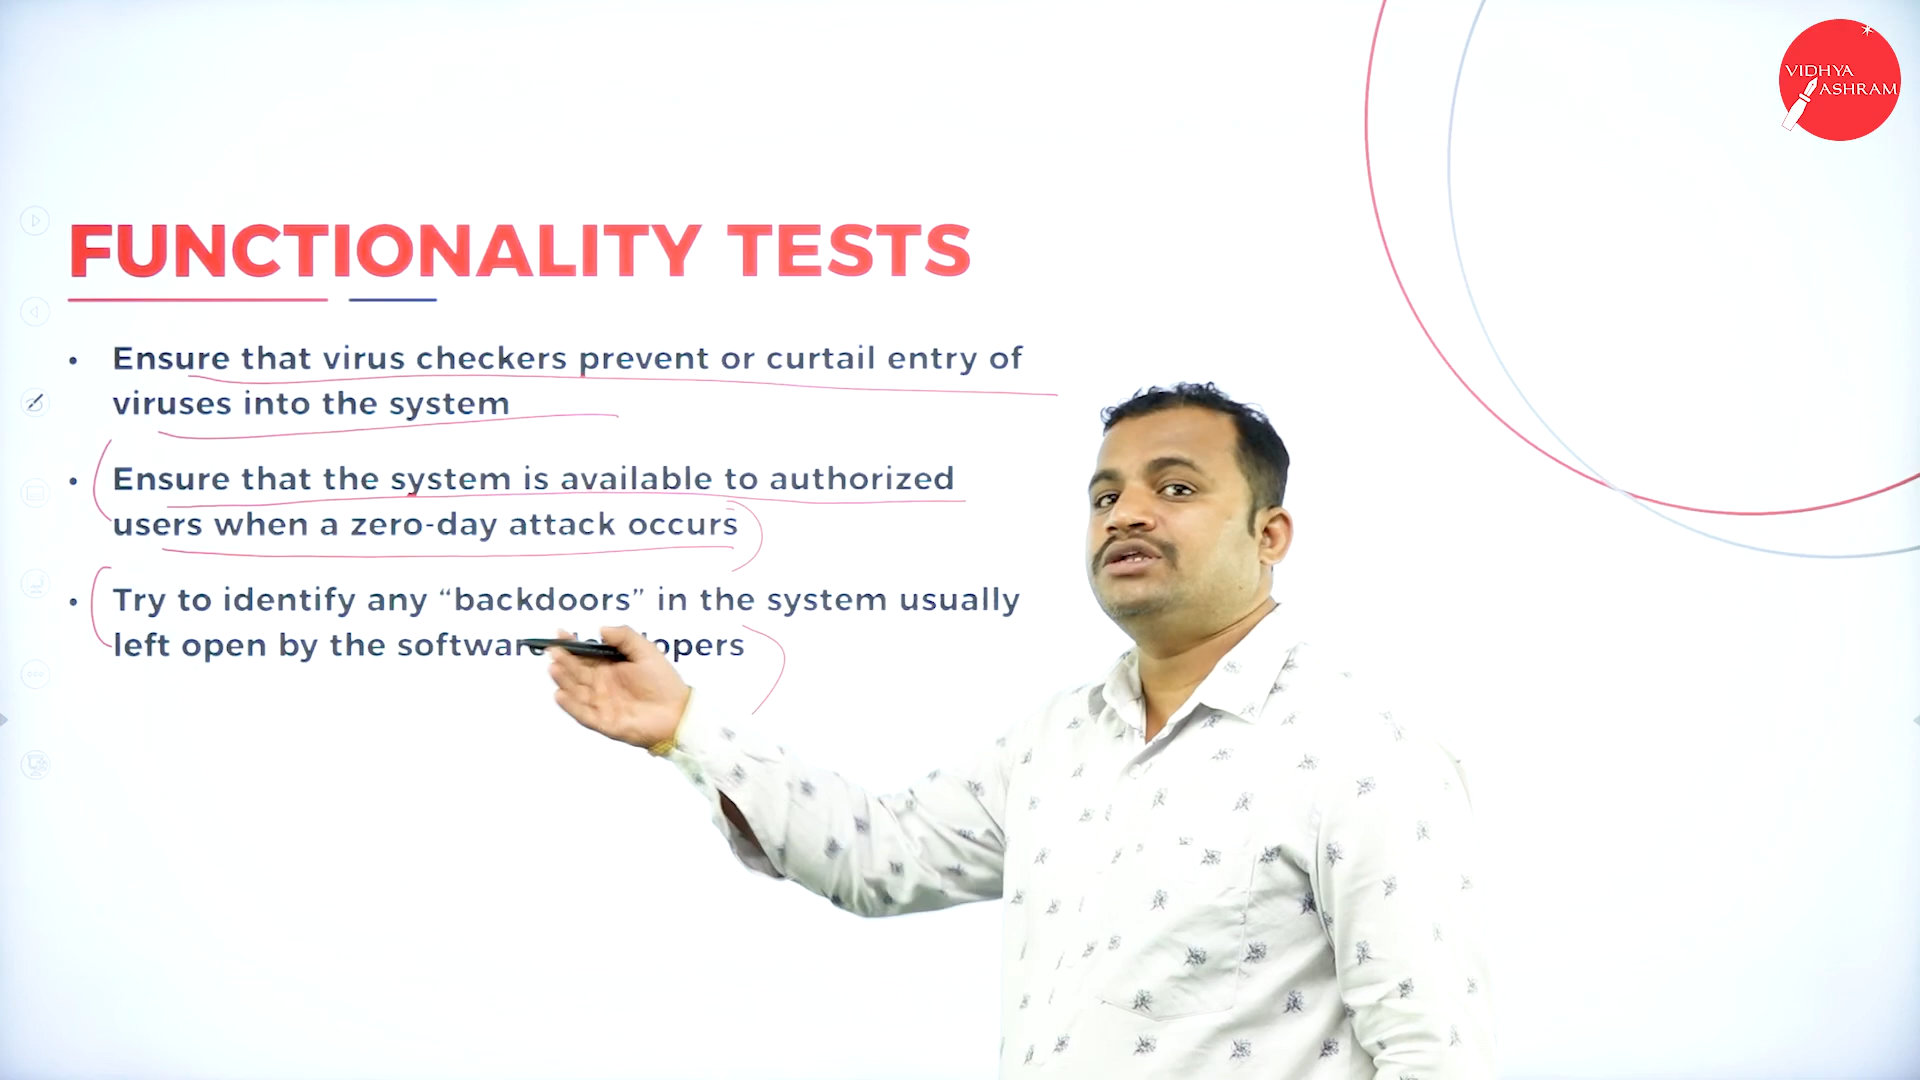 VIDHYA
ASHRAM
FUNCTIONALITY TESTS
• Ensure that virus checkers prevent or curtail entry of
viruses into the system
• Ensure that the system is available to authorized
users when a zero-day attack occurs
• Try to identify any “backdoors” in the system usually
left open by the software developers